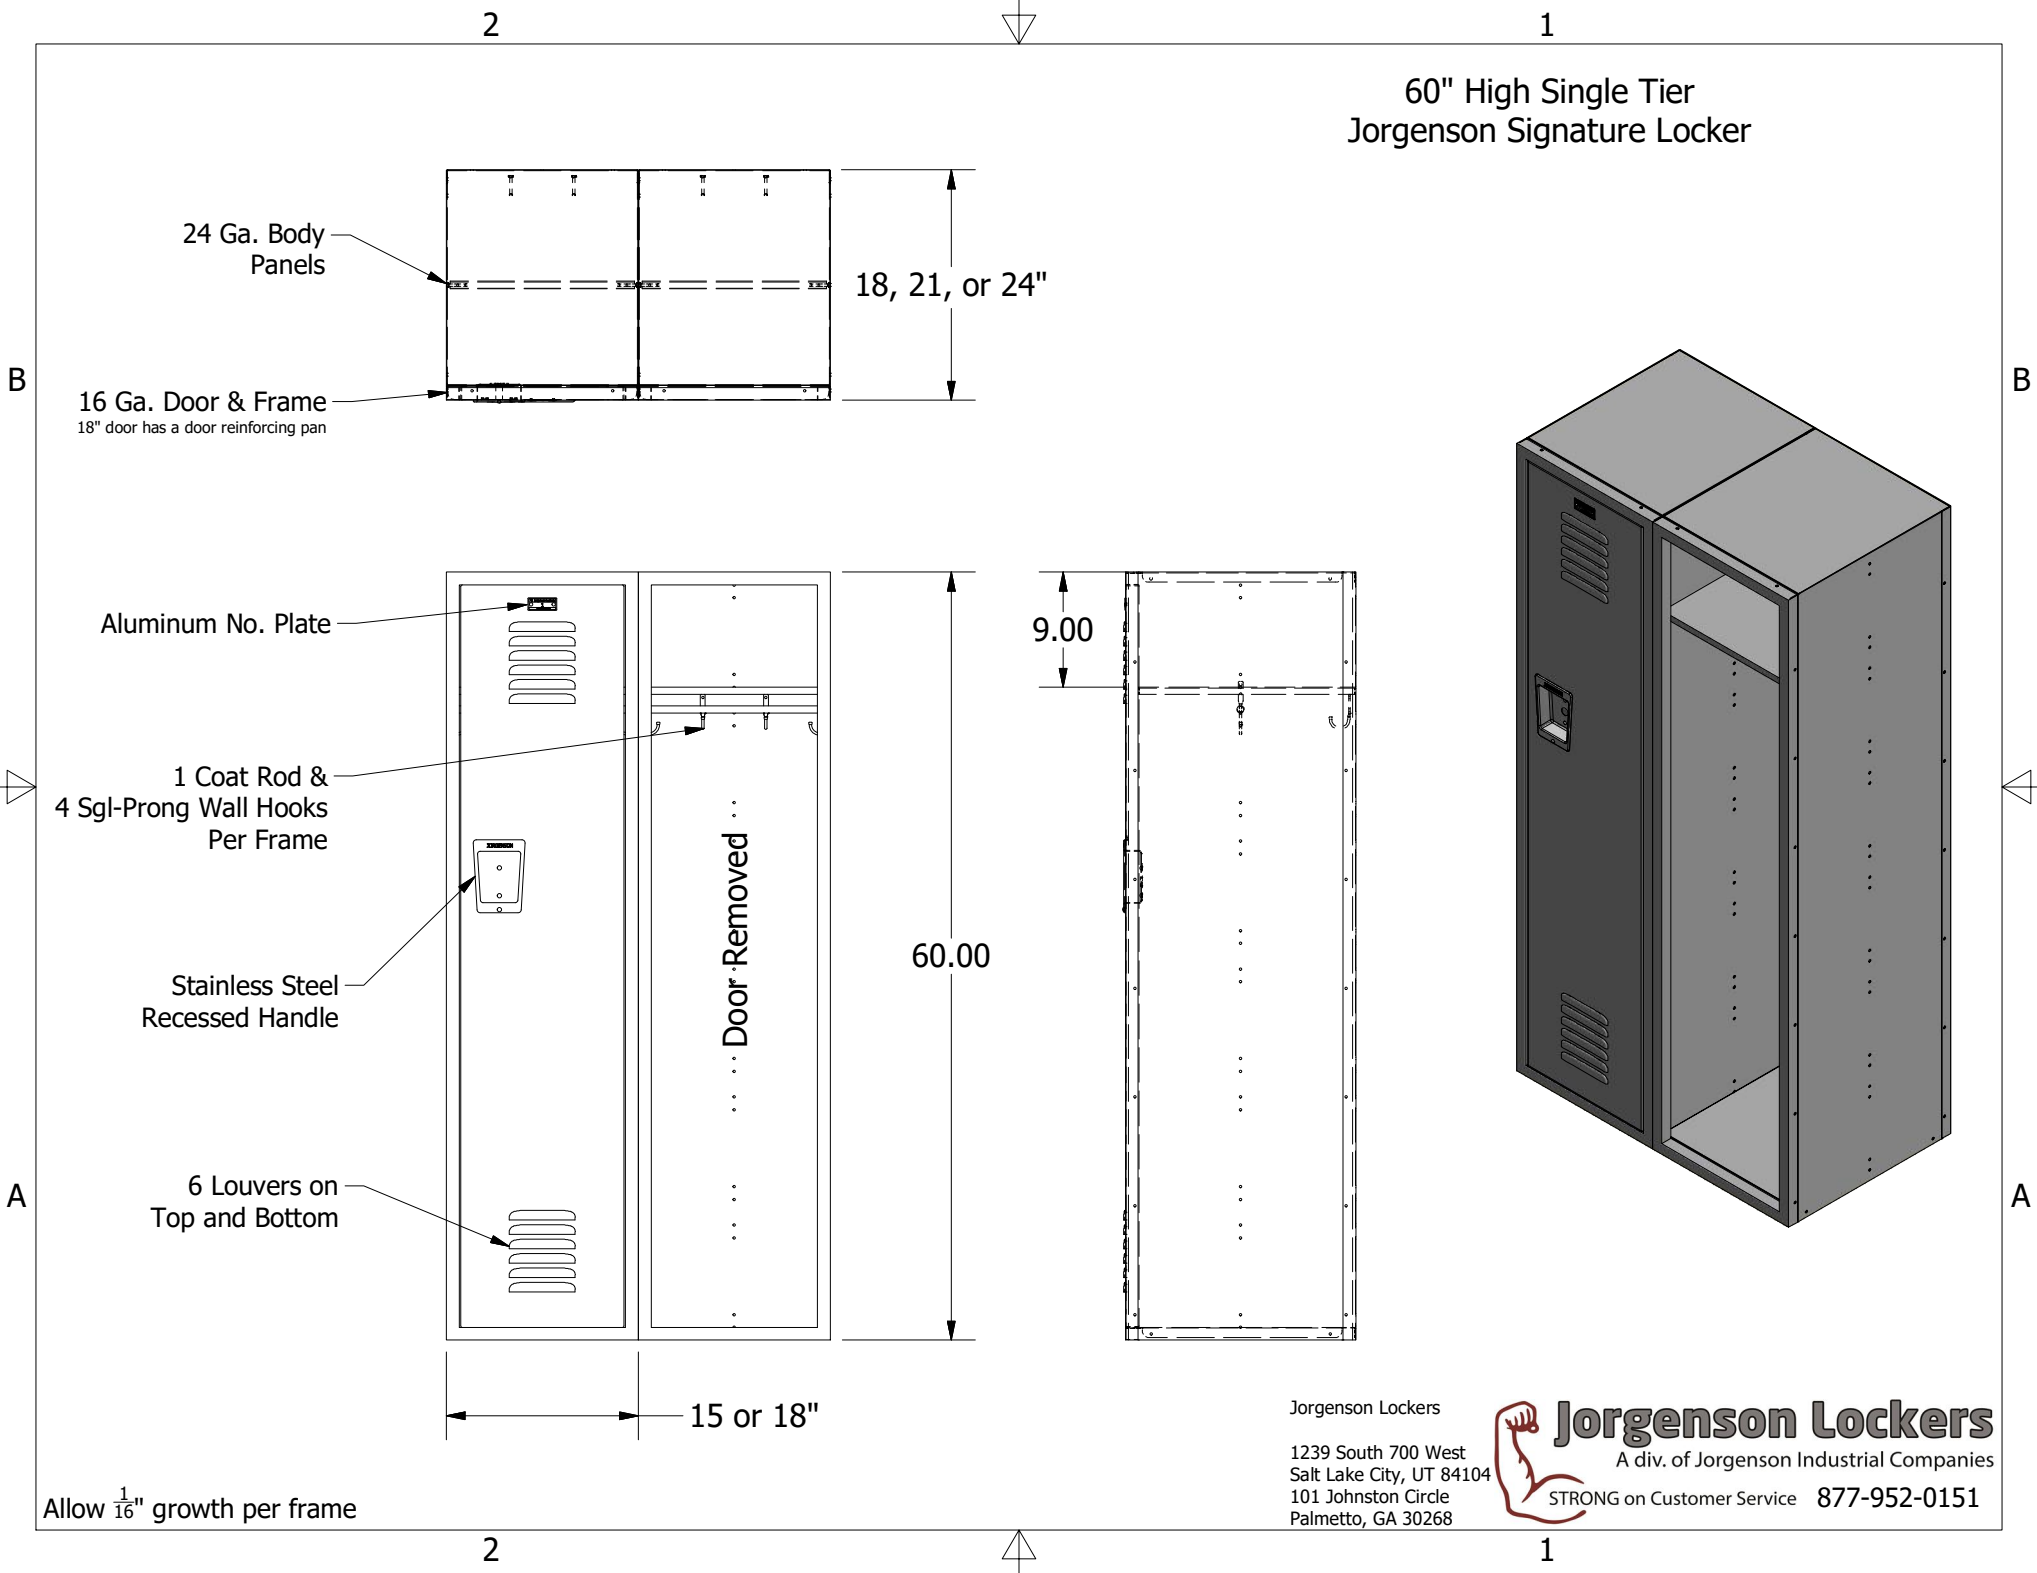 2
1
60" High Single Tier
Jorgenson Signature Locker
24 Ga. Body
Panels
18, 21, or 24"
B
B
16 Ga. Door & Frame
18" door has a door reinforcing pan
Aluminum No. Plate
9.00
1 Coat Rod &
4 Sgl-Prong Wall Hooks
Per Frame
JORGENSON
Door Removed
60.00
Stainless Steel
Recessed Handle
A
A
6 Louvers on
Top and Bottom
15 or 18"
Jorgenson Lockers
1239 South 700 West
Salt Lake City, UT 84104
101 Johnston Circle
Palmetto, GA 30268
Jorgenson Lockers
A div. of Jorgenson Industrial Companies
STRONG on Customer Service 877-952-0151
Allow 1/16" growth per frame
2
1